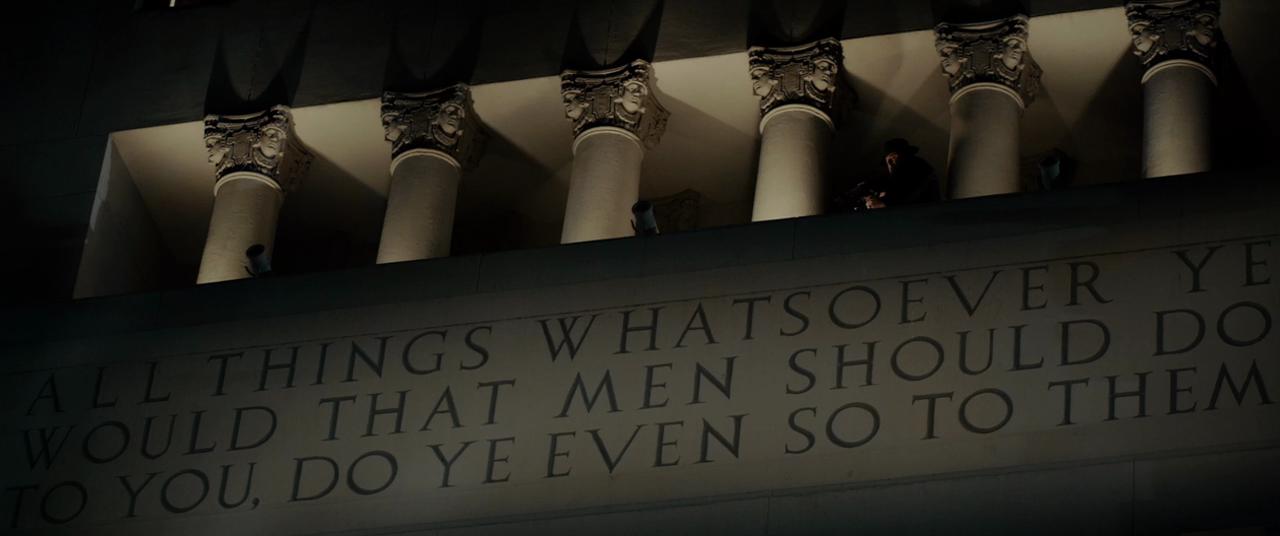 ALL THINGS WHATSOEVER YE
WOULD THAT MEN SHOULD DO
TO YOU, DO YE EVEN SO TO THEM